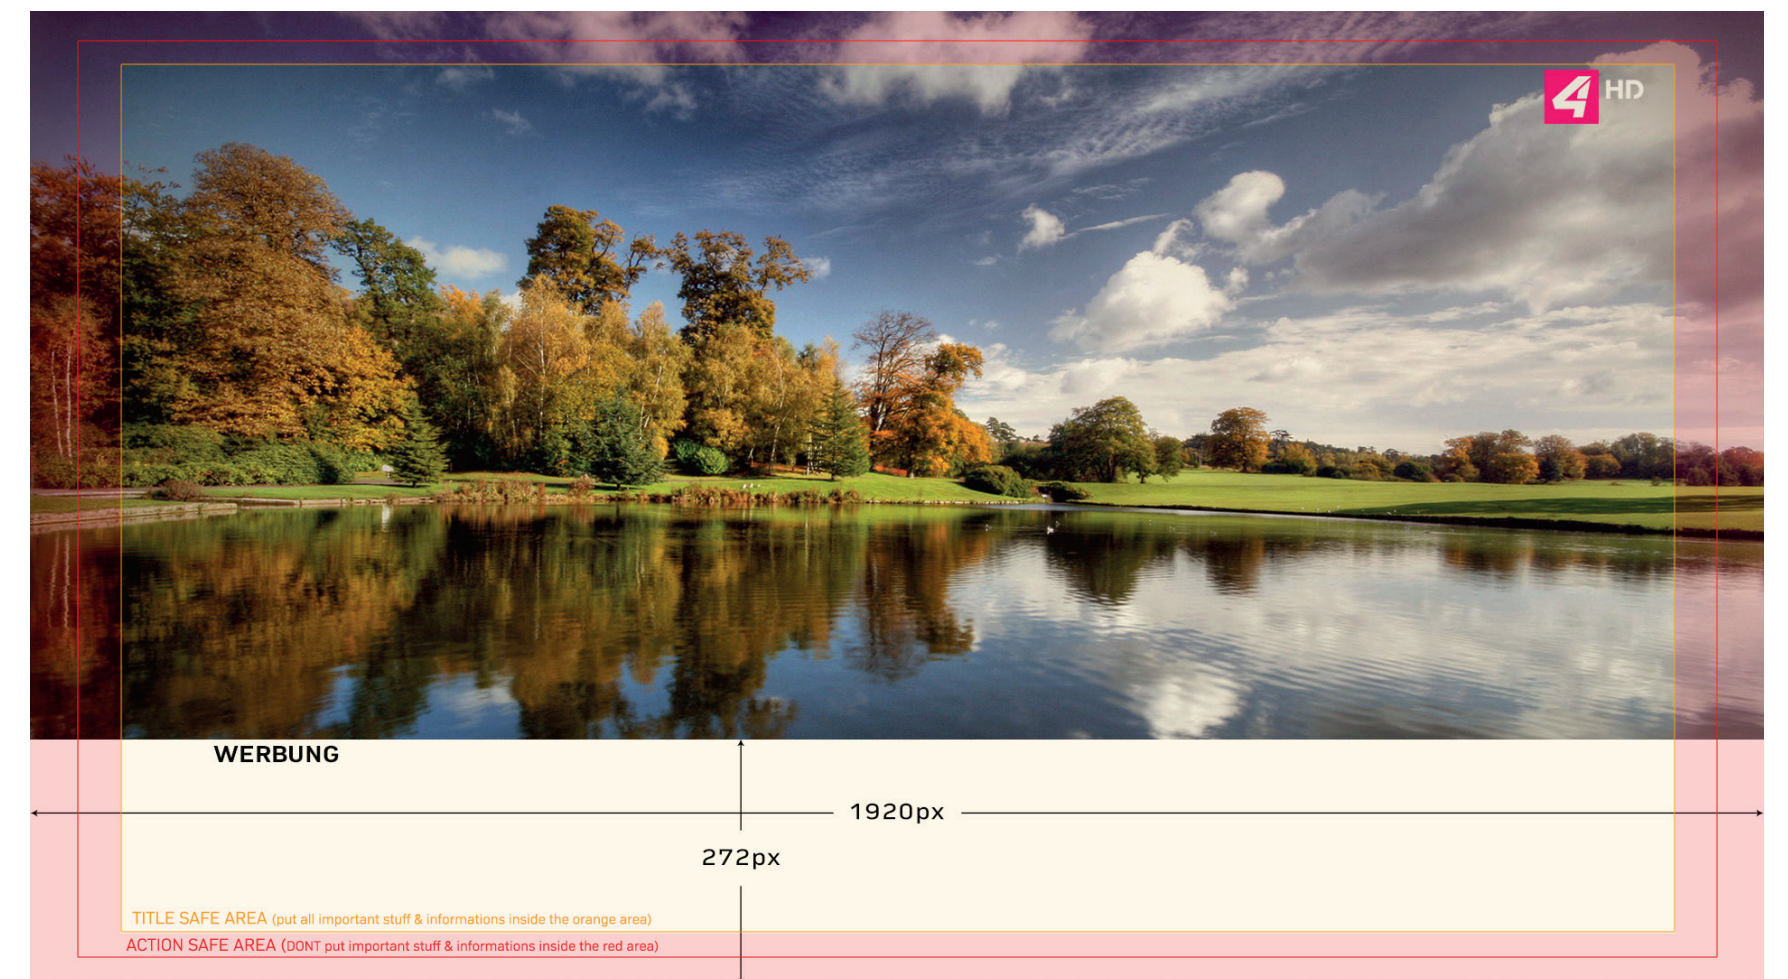 4 HD
WERBUNG
1920px
272px
TITLE SAFE AREA (put all important stuff & informations inside the orange area)
ACTION SAFE AREA (DONT put important stuff & informations inside the red area)